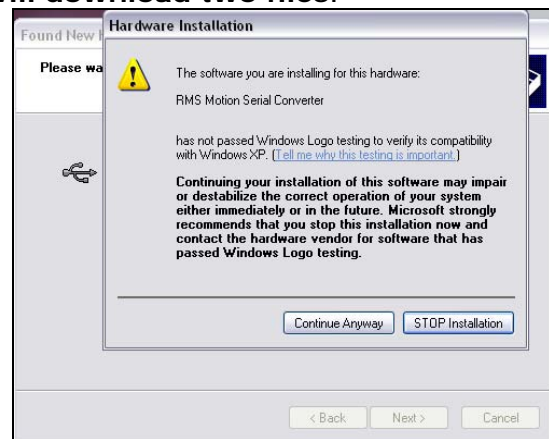 download two files.
Hardware Installation
Found New
Please wa
The software you are installing for this hardware:
RMS Motion Serial Converter
has not passed Windows Logo testing to verify its compatibility
with Windows XP. (Tell me why this testing is important.)
Continuing your installation of this software may impair
or destabilize the correct operation of your system
either immediately or in the future. Microsoft strongly
recommends that you stop this installation now and
contact the hardware vendor for software that has
passed Windows Logo testing.
Continue Anyway
STOP Installation
< Back
Next >
Cancel